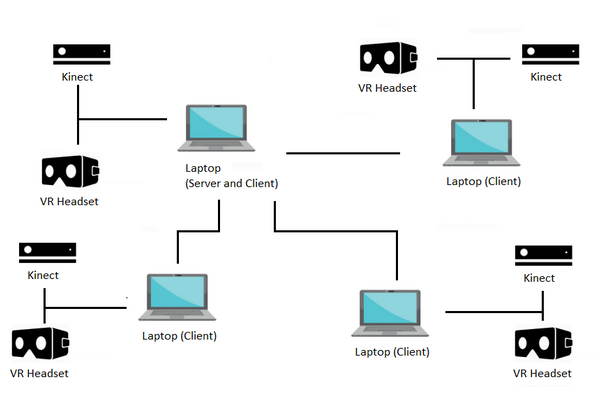 Kinect
Kinect
VR Headset
Laptop
(Server and Client)
Laptop (Client)
VR Headset
Kinect
Kinect
Laptop (Client)
Laptop (Client)
VR Headset
VR Headset